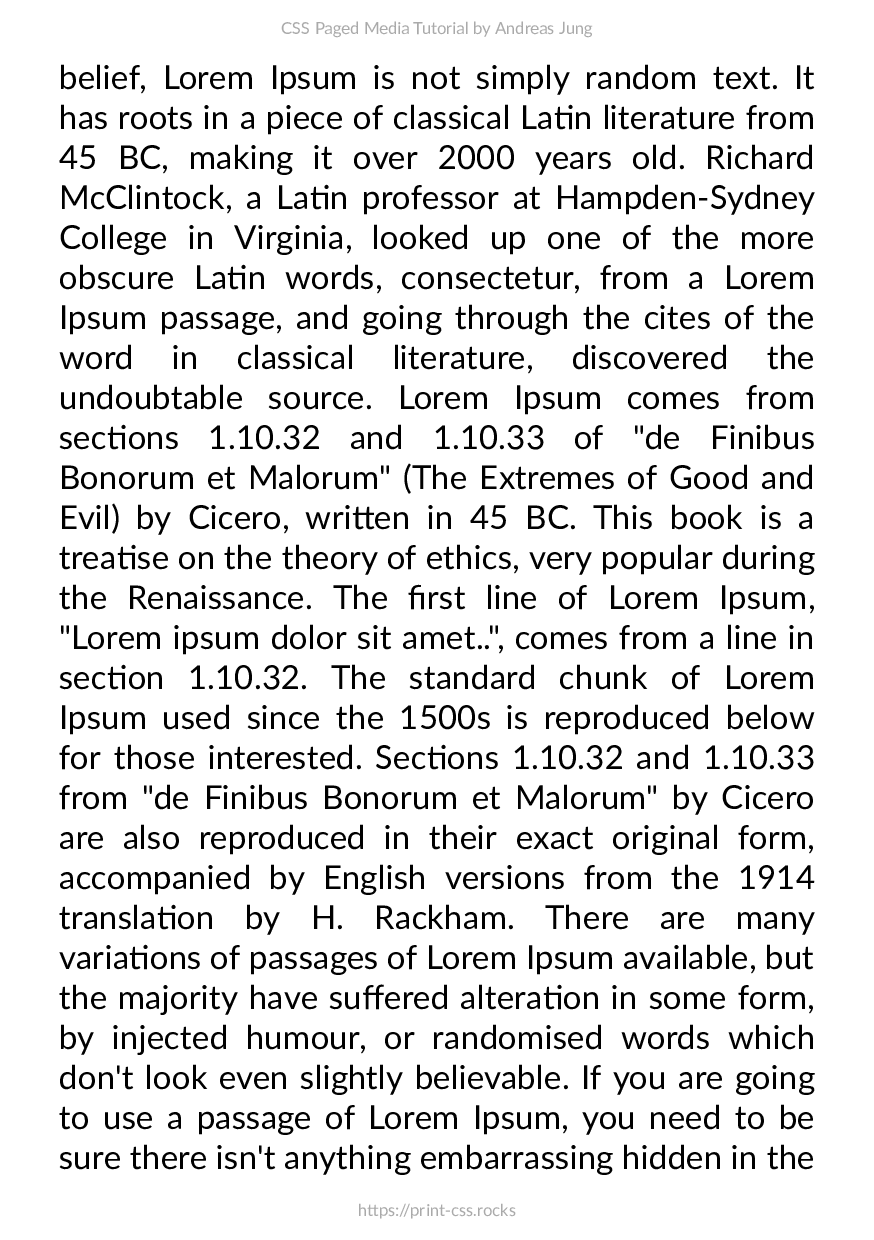 CSS Paged Media Tutorial by Andreas Jung
belief, Lorem Ipsum is not simply random text. It
has roots in a piece of classical Latin literature from
45 BC, making it over 2000 years old. Richard
McClintock, a Latin professor at Hampden-Sydney
College in Virginia, looked up one of the more
obscure Latin words, consectetur, from a Lorem
Ipsum passage, and going through the cites of the
word in classical literature, discovered the
undoubtable source. Lorem Ipsum comes from
sections 1.10.32 and 1.10.33 of "de Finibus
Bonorum et Malorum" (The Extremes of Good and
Evil) by Cicero, written in 45 BC. This book is a
treatise on the theory of ethics, very popular during
the Renaissance. The first line of Lorem Ipsum,
"Lorem ipsum dolor sit amet..", comes from a line in
section 1.10.32. The standard chunk of Lorem
Ipsum used since the 1500s is reproduced below
for those interested. Sections 1.10.32 and 1.10.33
from "de Finibus Bonorum et Malorum" by Cicero
are also reproduced in their exact original form,
accompanied by English versions from the 1914
translation by H. Rackham. There are many
variations of passages of Lorem Ipsum available, but
the majority have suffered alteration in some form,
by injected humour, or randomised words which
don't look even slightly believable. If you are going
to use a passage of Lorem Ipsum, you need to be
sure there isn't anything embarrassing hidden in the
https://print-css.rocks